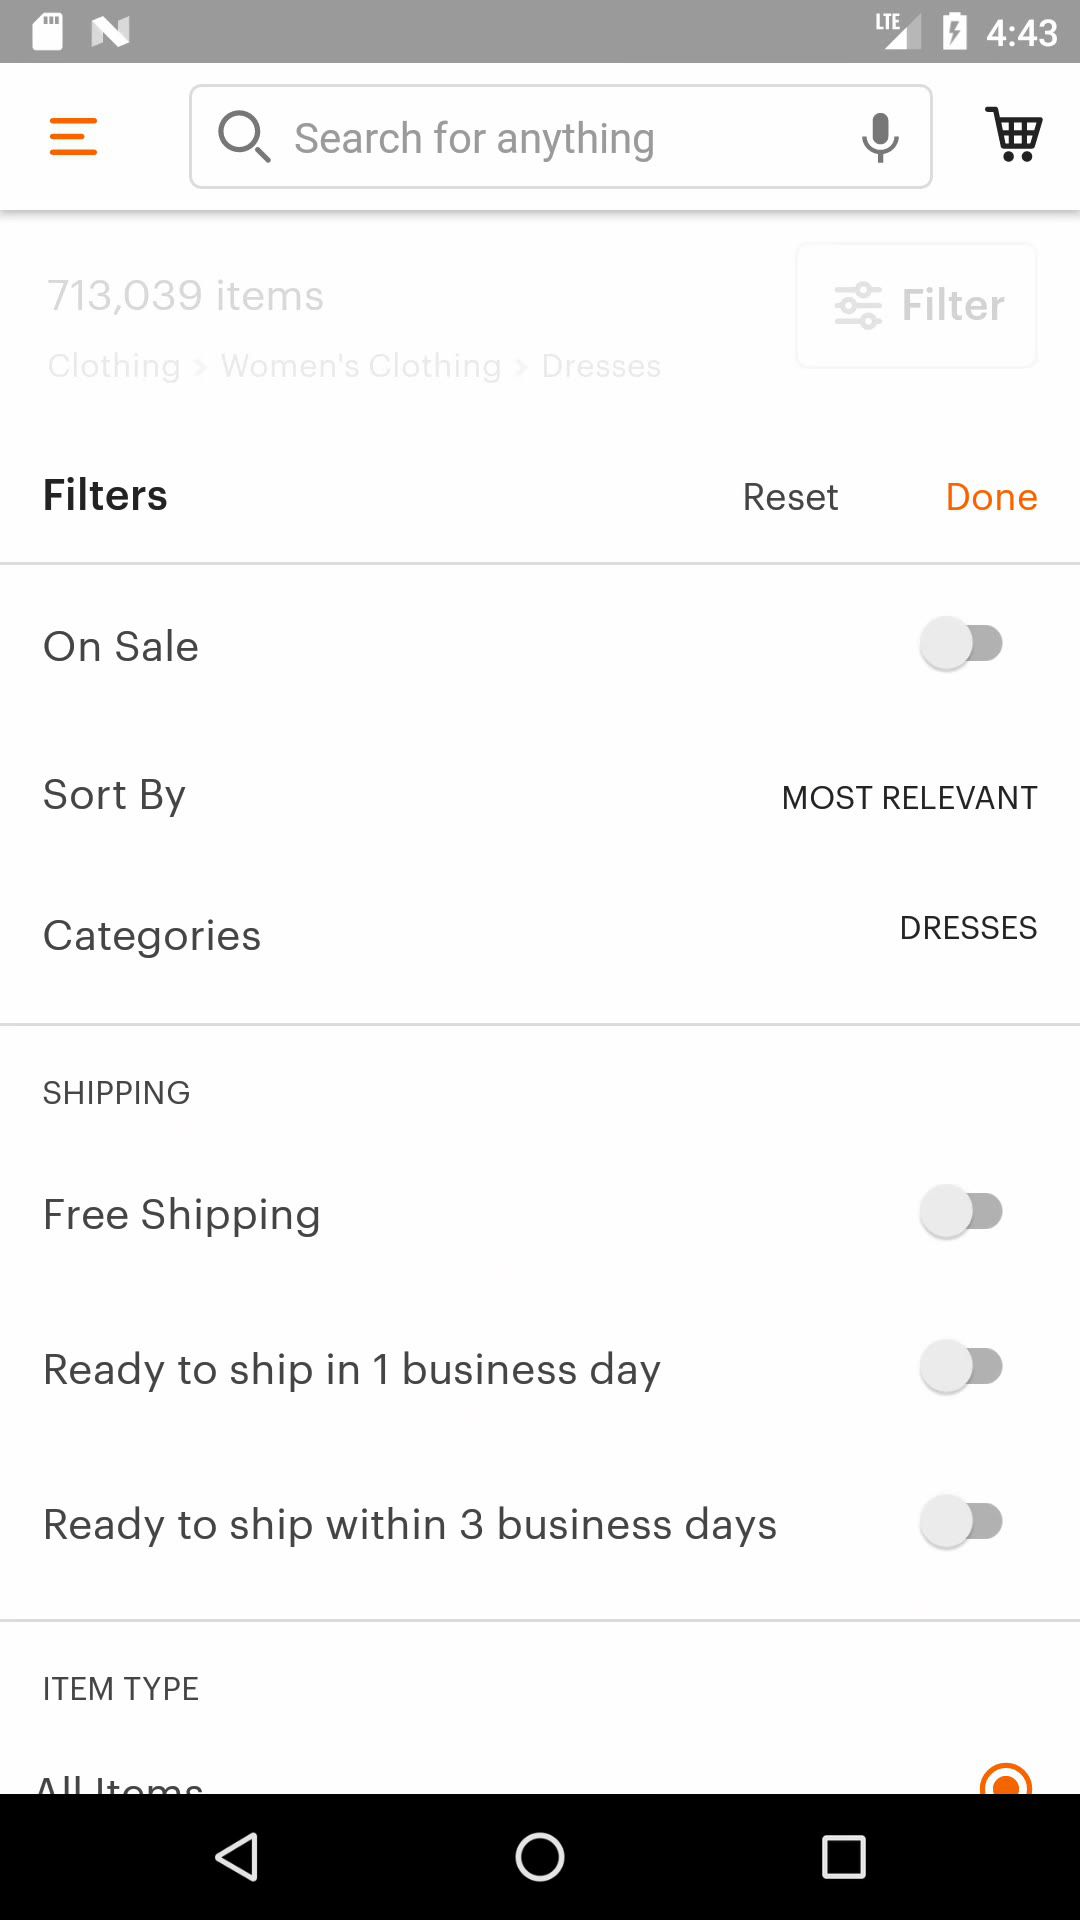 LTE 4:43
Search for anything
713,039 items
Filter
Clothing > Women's Clothing > Dresses
Filters Reset Done
On Sale
Sort By MOST RELEVANT
Categories DRESSES
SHIPPING
Free Shipping
Ready to ship in 1 business day
Ready to ship within 3 business days
ITEM TYPE
All Items